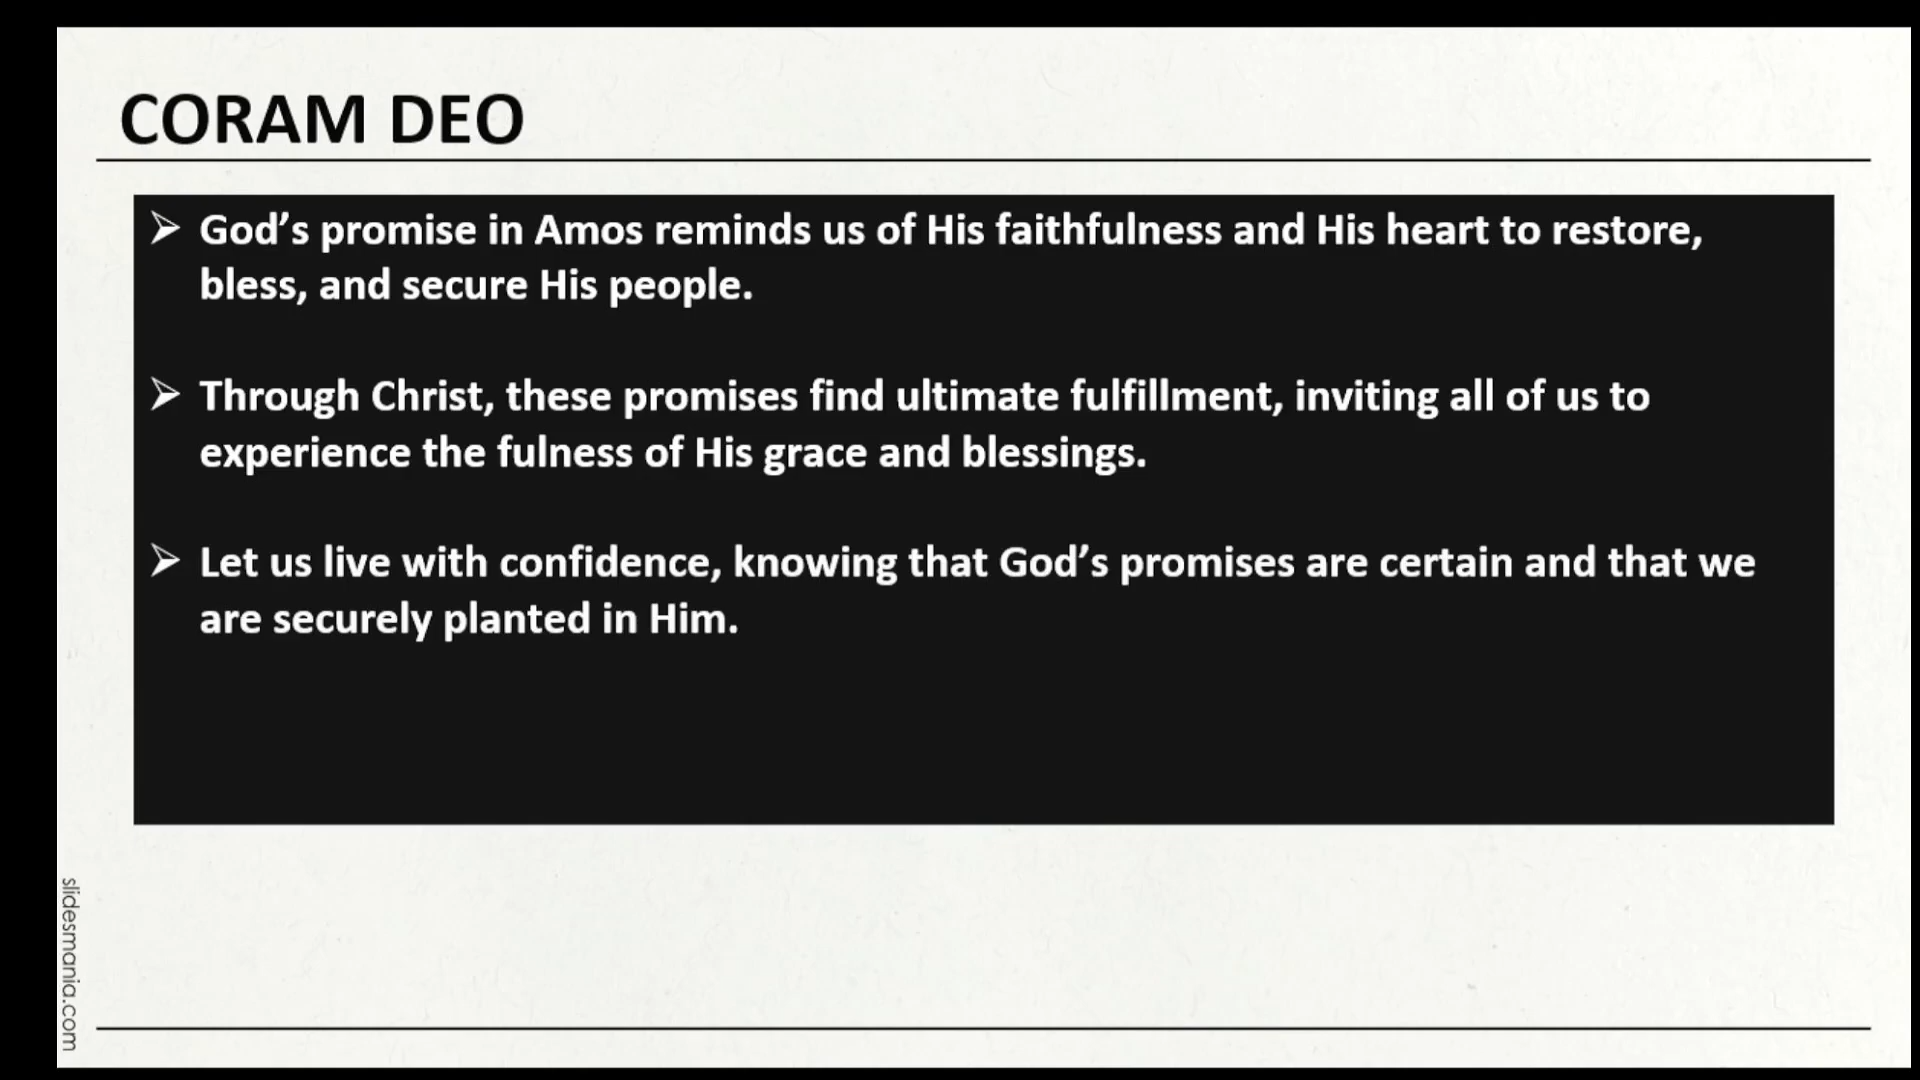 CORAM DEO
➢ God’s promise in Amos reminds us of His faithfulness and His heart to restore,
bless, and secure His people.
➢ Through Christ, these promises find ultimate fulfillment, inviting all of us to
experience the fulness of His grace and blessings.
➢ Let us live with confidence, knowing that God’s promises are certain and that we
are securely planted in Him.
slidesmania.com